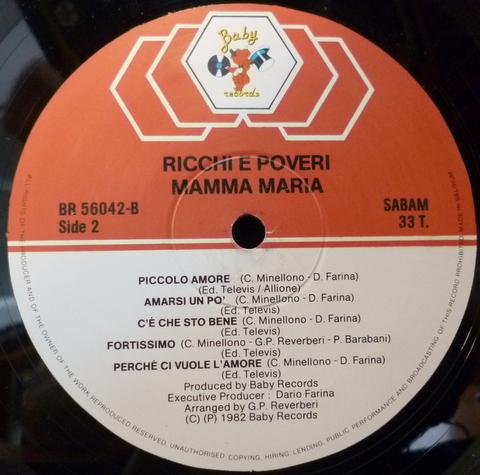 Baby
records
RICCHI E POVERI
MAMMA MARIA
BR 56042-B
Side 2
SABAM
33 T.
PICCOLO AMORE (C. Minellono - D. Farina)
(Ed. Televis / Allione)
AMARSI UN PO' (C. Minellono - D. Farina)
(Ed. Televis)
C'È CHE STO BENE (C. Minellono - D. Farina)
(Ed. Televis)
FORTISSIMO (C. Minellono - G.P. Reverberi - P. Barabani)
(Ed. Televis)
PERCHÈ CI VUOLE L'AMORE (C. Minellono - D. Farina)
(Ed. Televis)
Produced by Baby Records
Executive Producer : Dario Farina
Arranged by G.P. Reverberi
(C) (P) 1982 Baby Records
ALL RIGHTS OF THE PRODUCER AND OF THE OWNER OF THE WORK REPRODUCED RESERVED. UNAUTHORISED COPYING, HIRING, LENDING, PUBLIC PERFORMANCE AND BROADCASTING OF THIS RECORD PROHIBITED MADE IN BELGIUM